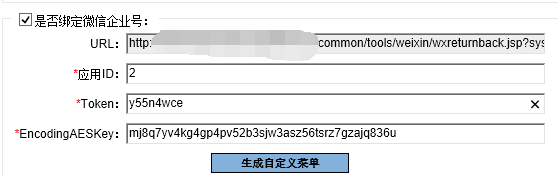 是否绑定微信企业号:
URL: http: common/tools/weixin/wxreturnback.jsp?sys
*应用ID: 2
*Token: y55n4wce
*EncodingAESKey: mj8q7yv4kg4gp4pv52b3sjw3asz56tsrz7gzajq836u
生成自定义菜单